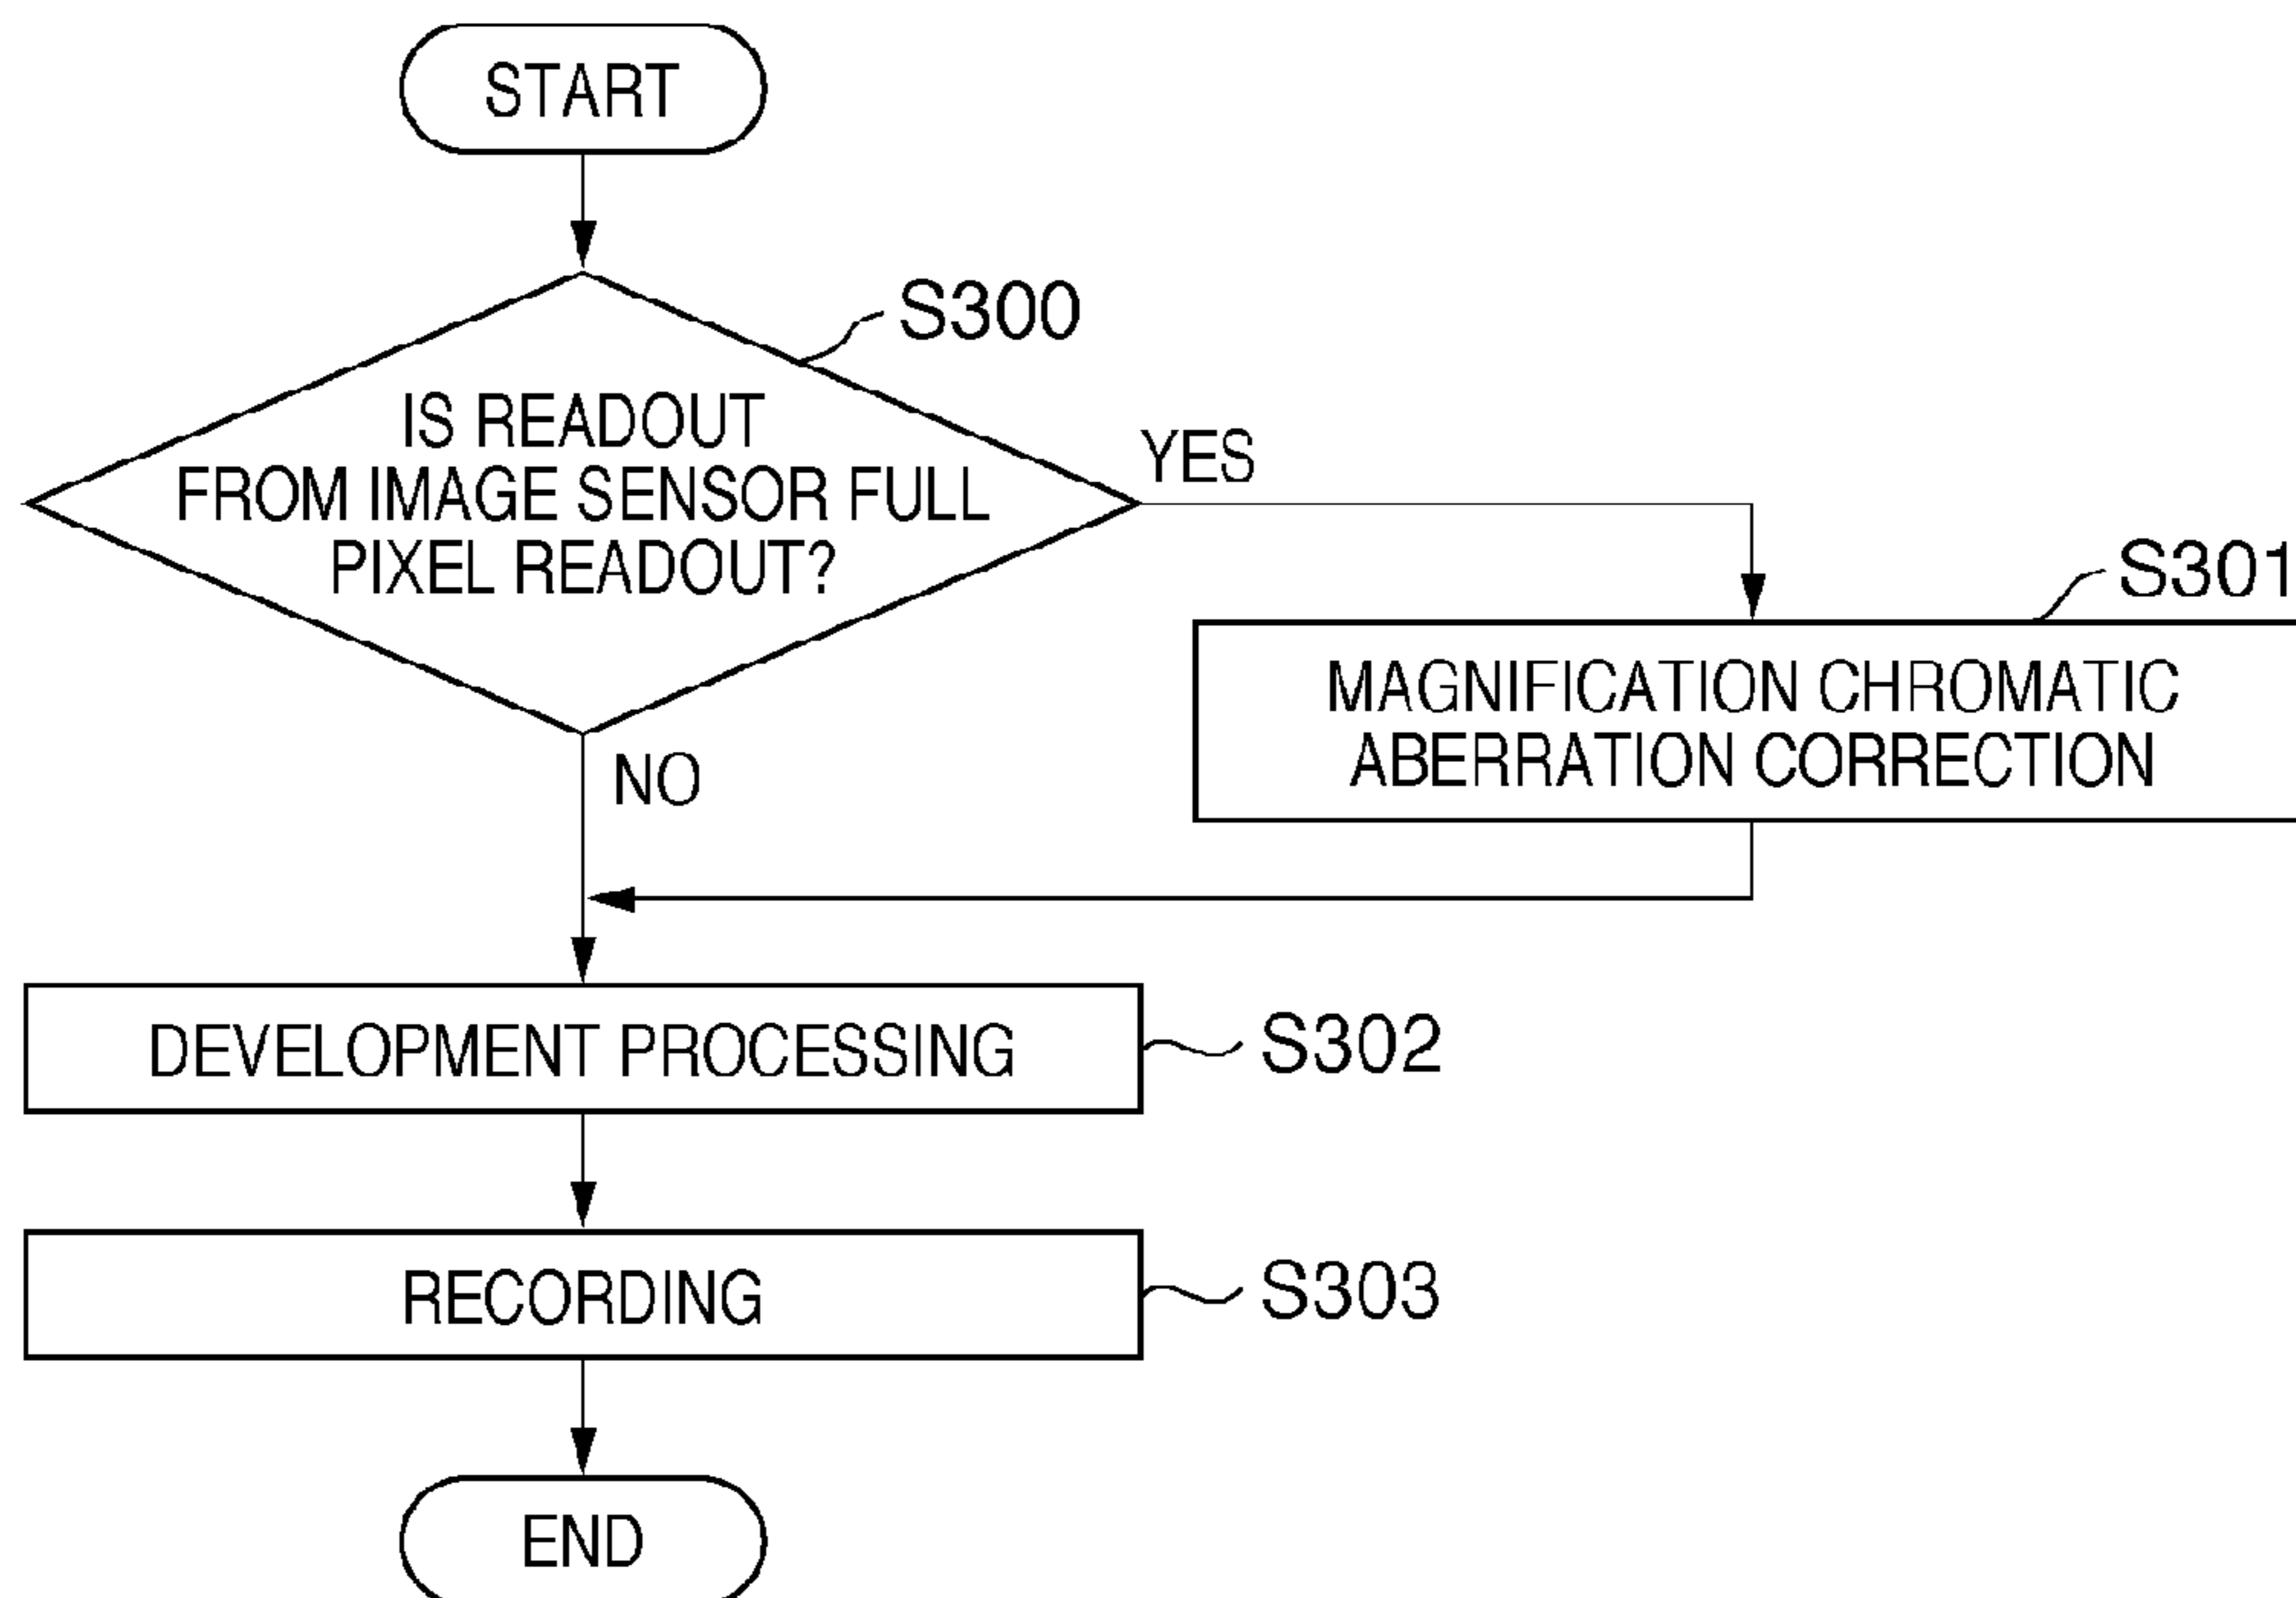 START
S300
IS READOUT
FROM IMAGE SENSOR FULL
PIXEL READOUT?
YES
S301
MAGNIFICATION CHROMATIC
ABERRATION CORRECTION
NO
DEVELOPMENT PROCESSING
S302
RECORDING
S303
END